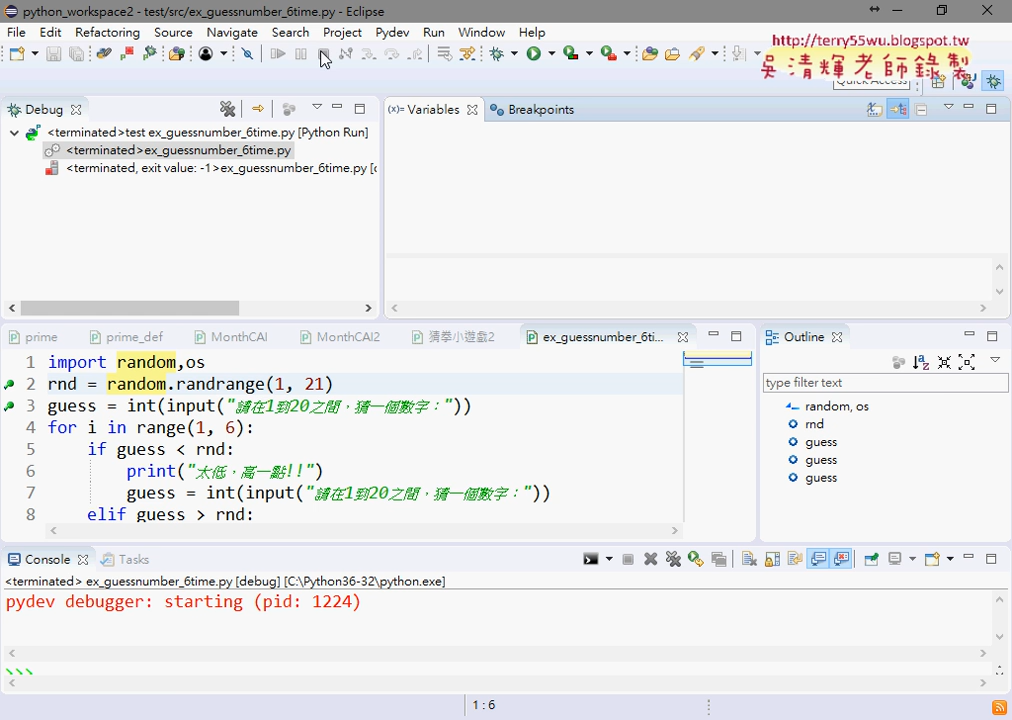 python_workspace2 - test/src/ex_guessnumber_6time.py - Eclipse
File Edit Refactoring Source Navigate Search Project Pydev Run Window Help
http://terry55wu.blogspot.tw
吳清輝老師錄製
Quick Access
Debug
<terminated>test ex_guessnumber_6time.py [Python Run]
<terminated>ex_guessnumber_6time.py
<terminated, exit value: -1>ex_guessnumber_6time.py [d
(x)= Variables Breakpoints
prime prime_def MonthCAl MonthCAl2 猜拳小遊戲2 ex_guessnumber_6ti...
1 import random,os
2 rnd = random.randrange(1, 21)
3 guess = int(input("請在1到20之間，猜一個數字："))
4 for i in range(1, 6):
5 if guess < rnd:
6 print("太低，高一點!!")
7 guess = int(input("請在1到20之間，猜一個數字："))
8 elif guess > rnd:
Outline
type filter text
random, os
rnd
guess
guess
guess
Console Tasks
<terminated> ex_guessnumber_6time.py [debug] [C:\Python36-32\python.exe]
pydev debugger: starting (pid: 1224)
1 : 6